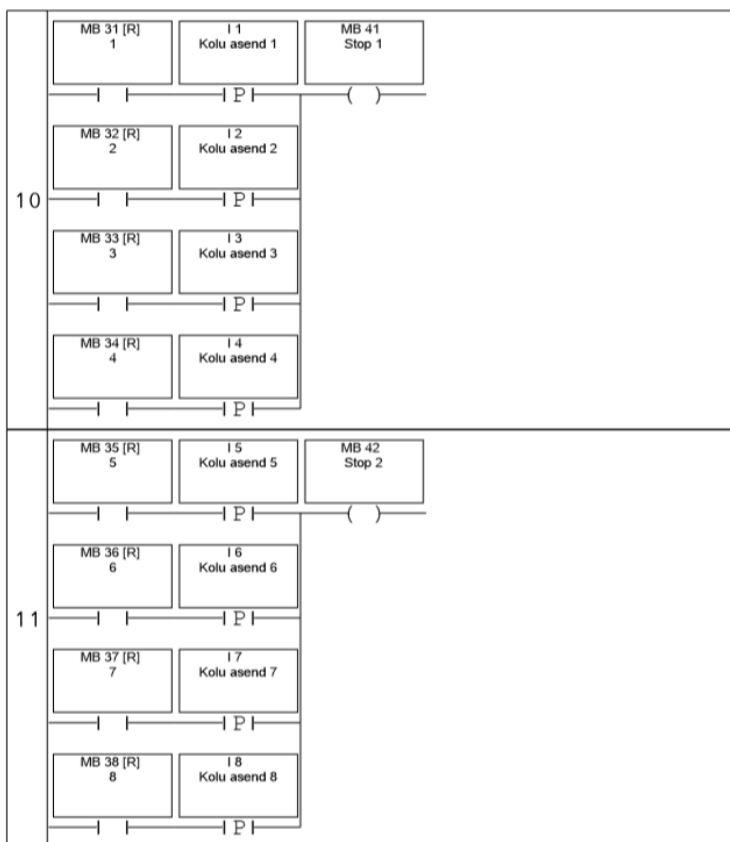 MB 31 [R]
1
I 1
Kolu asend 1
MB 41
Stop 1
P
MB 32 [R]
2
I 2
Kolu asend 2
P
10
MB 33 [R]
3
I 3
Kolu asend 3
P
MB 34 [R]
4
I 4
Kolu asend 4
P
MB 35 [R]
5
I 5
Kolu asend 5
MB 42
Stop 2
P
MB 36 [R]
6
I 6
Kolu asend 6
P
11
MB 37 [R]
7
I 7
Kolu asend 7
P
MB 38 [R]
8
I 8
Kolu asend 8
P